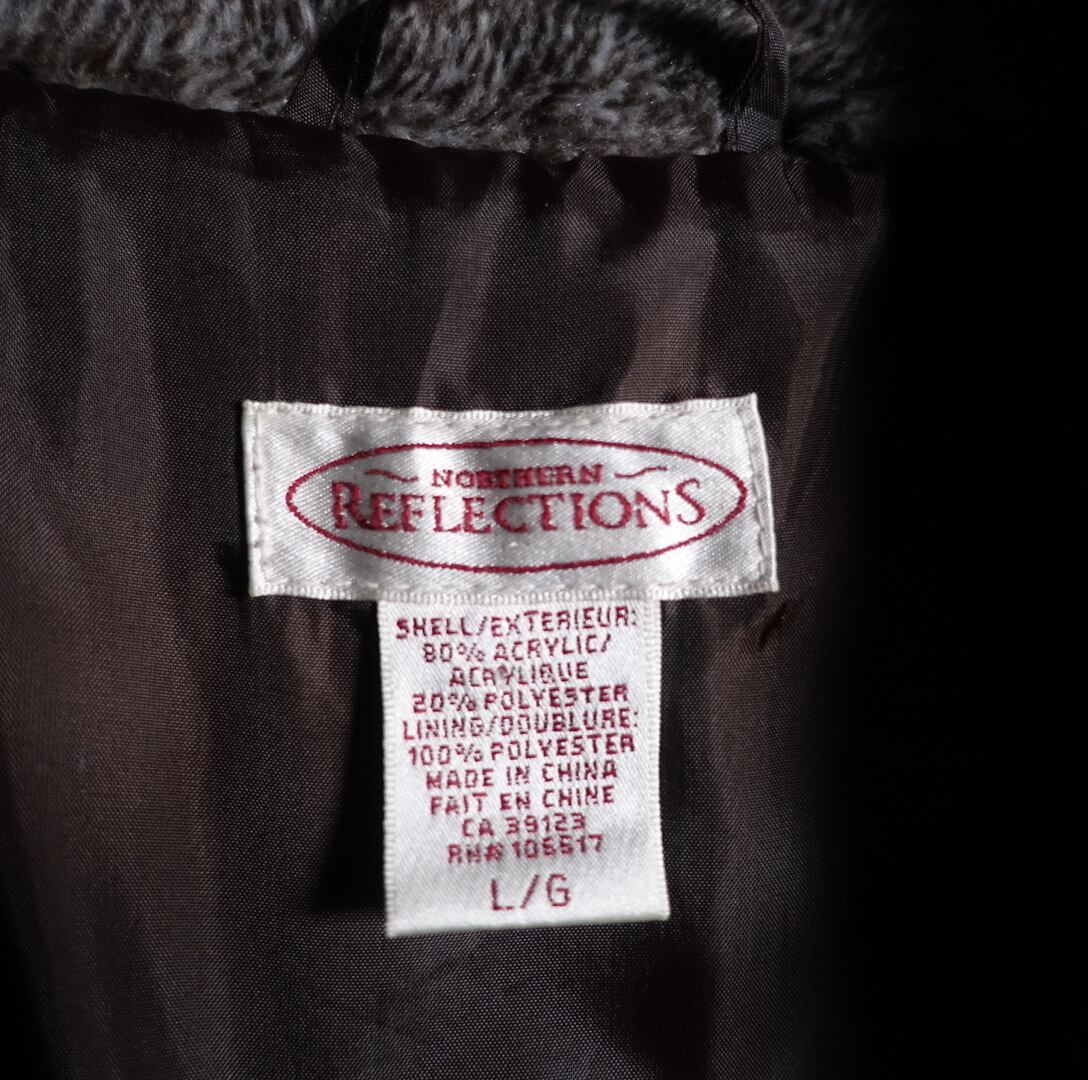 NORTHERN
REFLECTIONS
SHELL/EXTERIEUR:
80% ACRYLIC/
ACRYLIQUE
20% POLYESTER
LINING/DOUBLURE:
100% POLYESTER
MADE IN CHINA
FAIT EN CHINE
CA 39123
RN# 106617
L/G